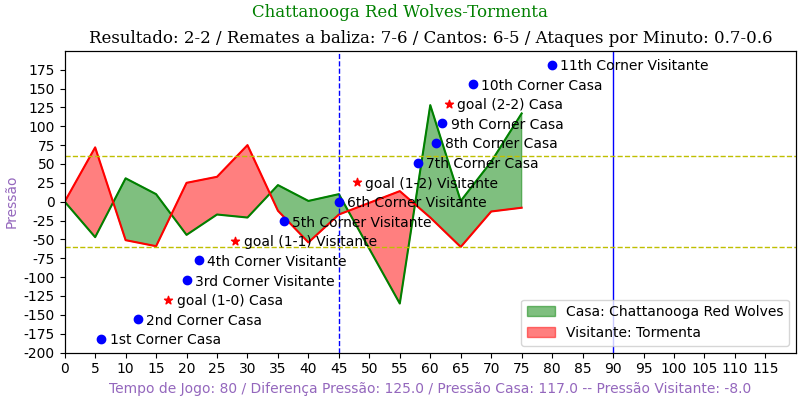 Chattanooga Red Wolves-Tormenta
Resultado: 2-2 / Remates a baliza: 7-6 / Cantos: 6-5 / Ataques por Minuto: 0.7-0.6
Pressão
175
150
125
100
75
50
25
0
-25
-50
-75
-100
-125
-150
-175
-200
11th Corner Visitante
10th Corner Casa
goal (2-2) Casa
9th Corner Casa
8th Corner Casa
7th Corner Casa
goal (1-2) Visitante
6th Corner Visitante
5th Corner Visitante
goal (1-1) Visitante
4th Corner Visitante
3rd Corner Visitante
goal (1-0) Casa
2nd Corner Casa
1st Corner Casa
Casa: Chattanooga Red Wolves
Visitante: Tormenta
0 5 10 15 20 25 30 35 40 45 50 55 60 65 70 75 80 85 90 95 100 105 110 115
Tempo de Jogo: 80 / Diferença Pressão: 125.0 / Pressão Casa: 117.0 -- Pressão Visitante: -8.0